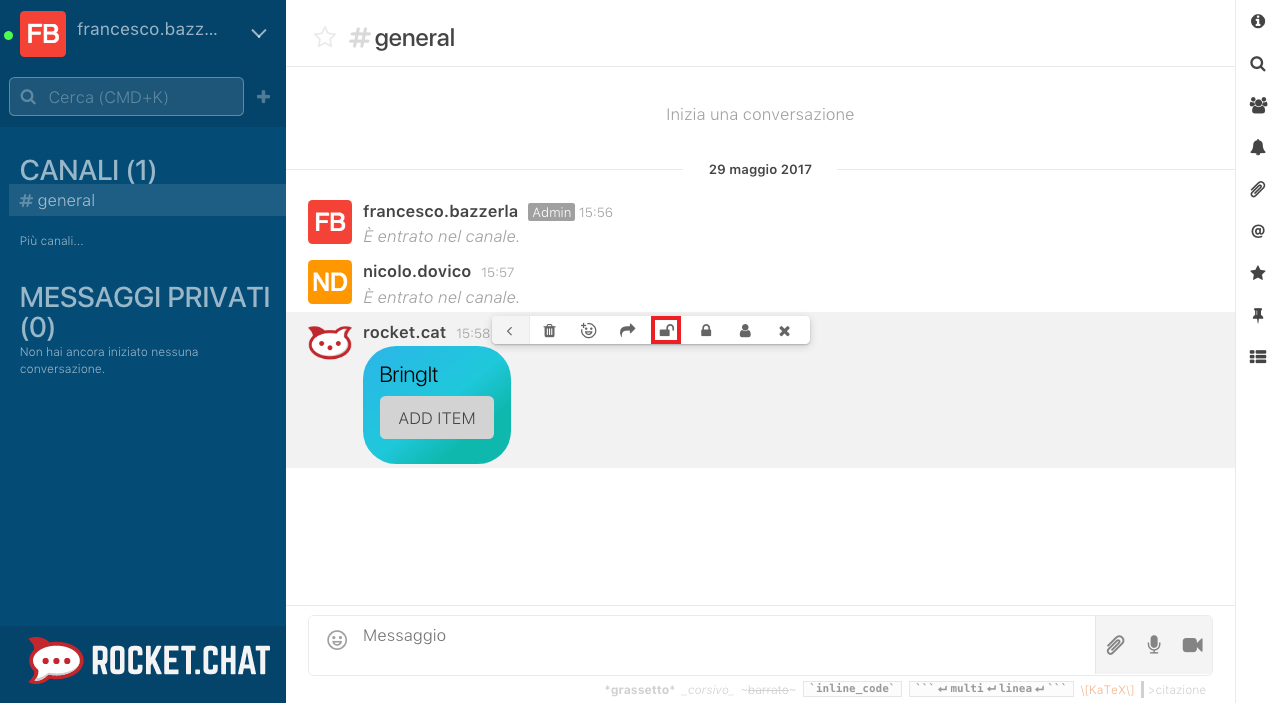 FB
francesco.bazz...
Cerca (CMD+K)
CANALI (1)
# general
Più canali...
MESSAGGI PRIVATI
(0)
Non hai ancora iniziato nessuna
conversazione.
ROCKET.CHAT
#general
Inizia una conversazione
29 maggio 2017
FB
francesco.bazzerla Admin 15:56
È entrato nel canale.
ND
nicolo.dovico 15:57
È entrato nel canale.
rocket.cat 15:58
BringIt
ADD ITEM
Messaggio
*grassetto* _corsivo_ ~barrato~ `inline_code` ```↵multi↵linea↵``` \[KaTeX\] >citazione